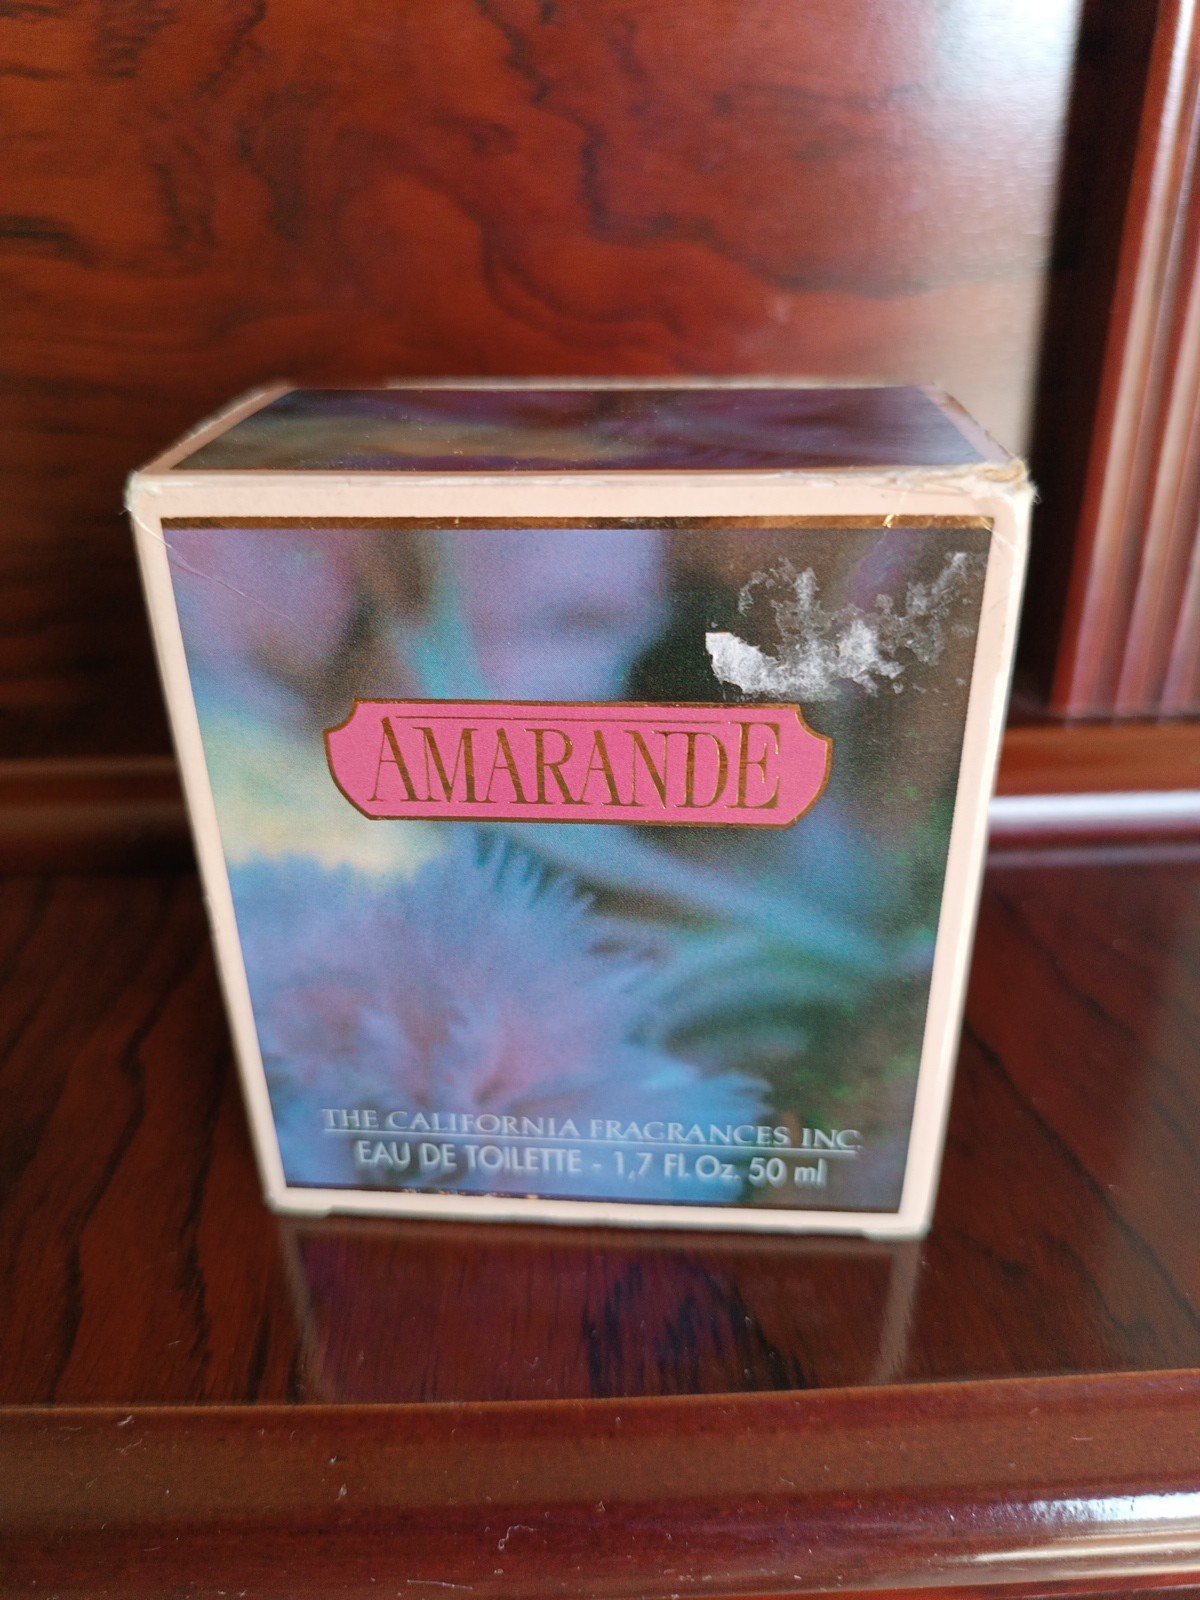 AMARANDE
THE CALIFORNIA FRAGRANCES INC.
EAU DE TOILETTE - 1,7 Fl. Oz. 50 ml